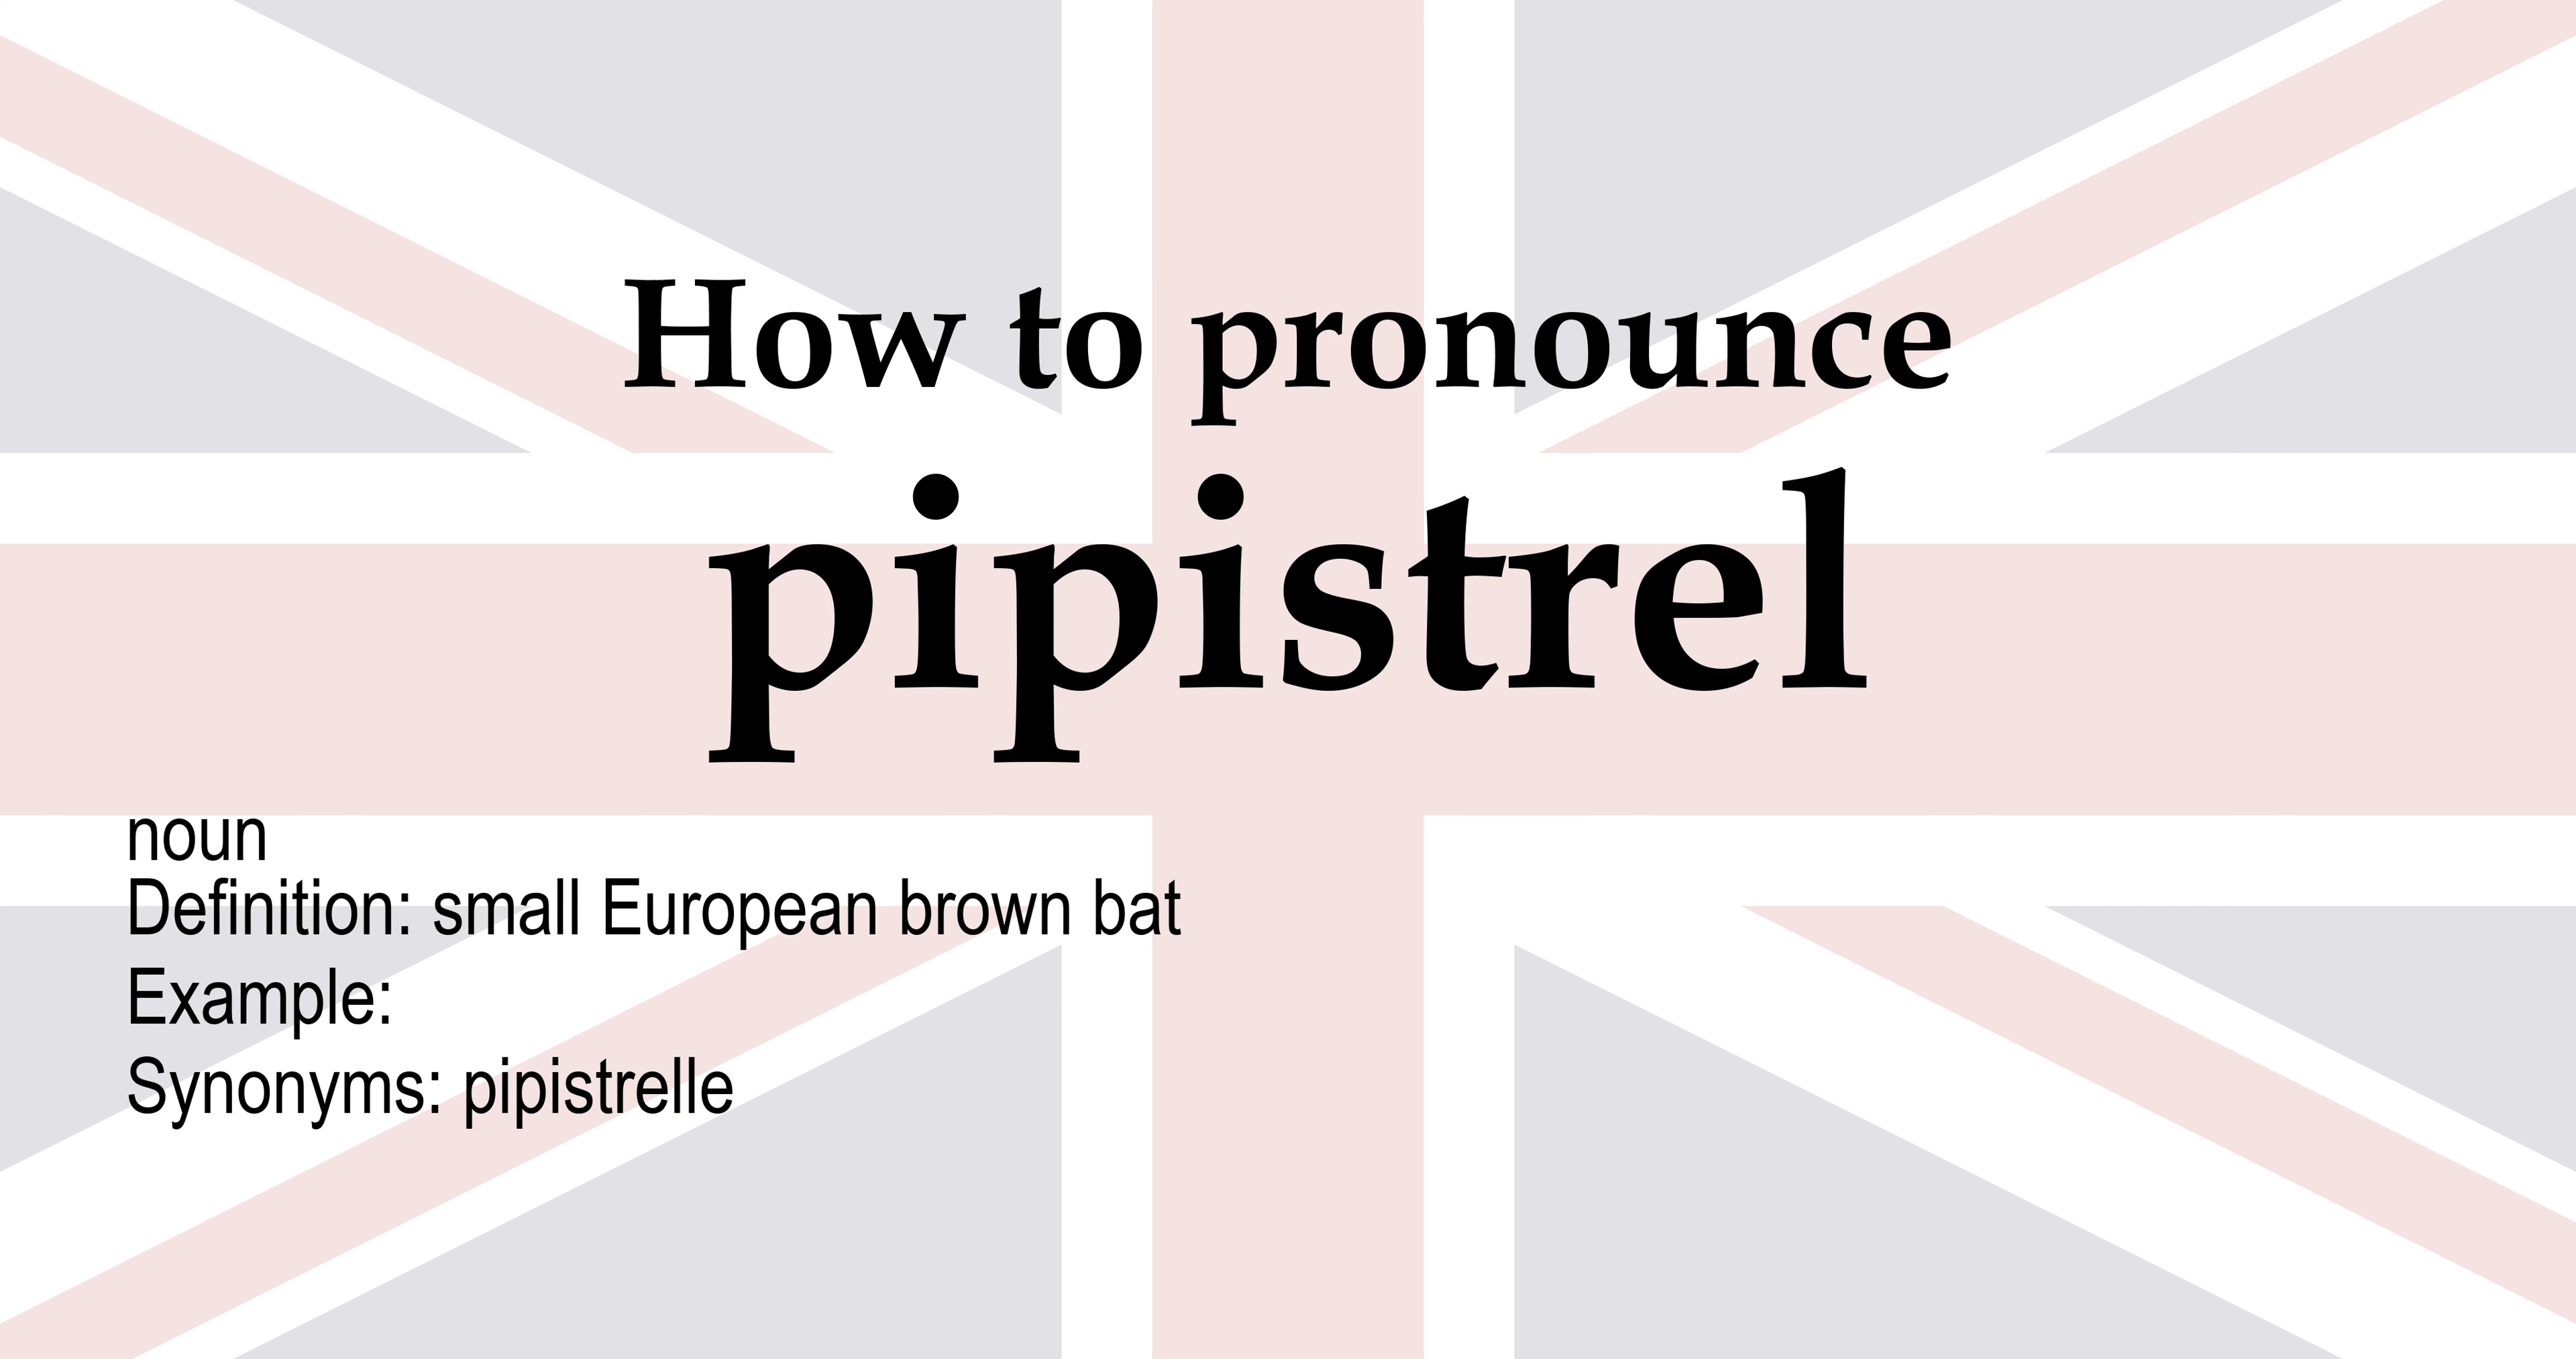 How to pronounce
pipistrel
noun
Definition: small European brown bat
Example:
Synonyms: pipistrelle